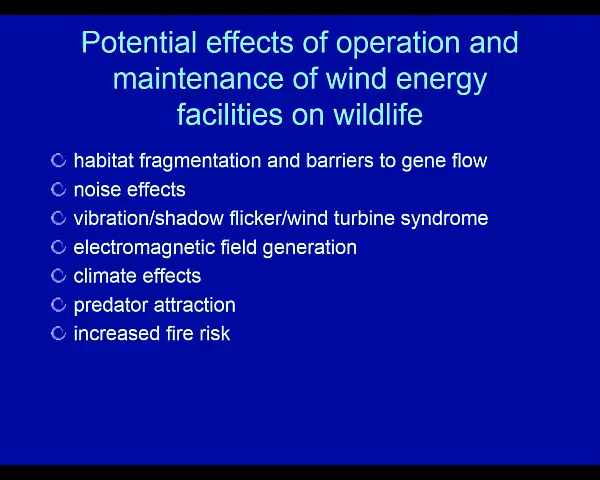 Potential effects of operation and
maintenance of wind energy
facilities on wildlife
habitat fragmentation and barriers to gene flow
noise effects
vibration/shadow flicker/wind turbine syndrome
electromagnetic field generation
climate effects
predator attraction
increased fire risk